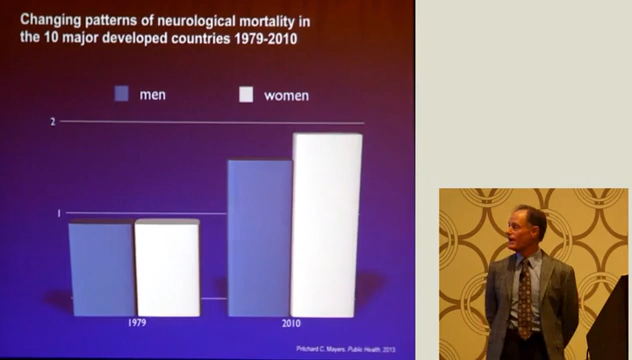 Changing patterns of neurological mortality in
the 10 major developed countries 1979-2010
men
women
2
1
1979
2010
Pritchard C, Mayers, Public Health, 2013